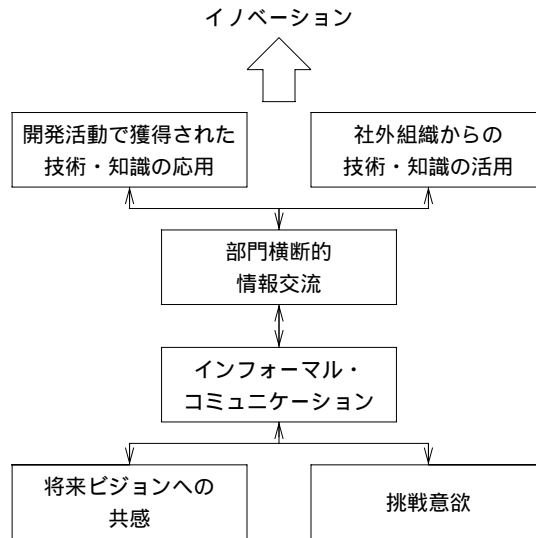 イノベーション
開発活動で獲得された
技術・知識の応用
社外組織からの
技術・知識の活用
部門横断的
情報交流
インフォーマル・
コミュニケーション
将来ビジョンへの
共感
挑戦意欲